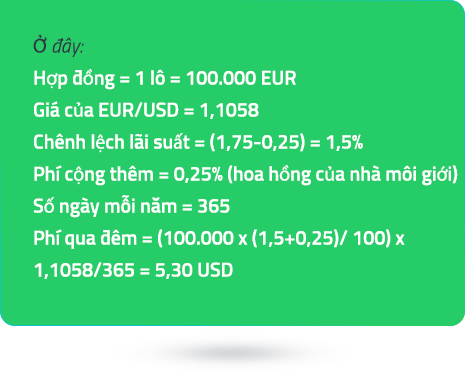 Ở đây:
Hợp đồng = 1 lô = 100.000 EUR
Giá của EUR/USD = 1,1058
Chênh lệch lãi suất = (1,75-0,25) = 1,5%
Phí cộng thêm = 0,25% (hoa hồng của nhà môi giới)
Số ngày mỗi năm = 365
Phí qua đêm = (100.000 x (1,5+0,25)/ 100) x
1,1058/365 = 5,30 USD